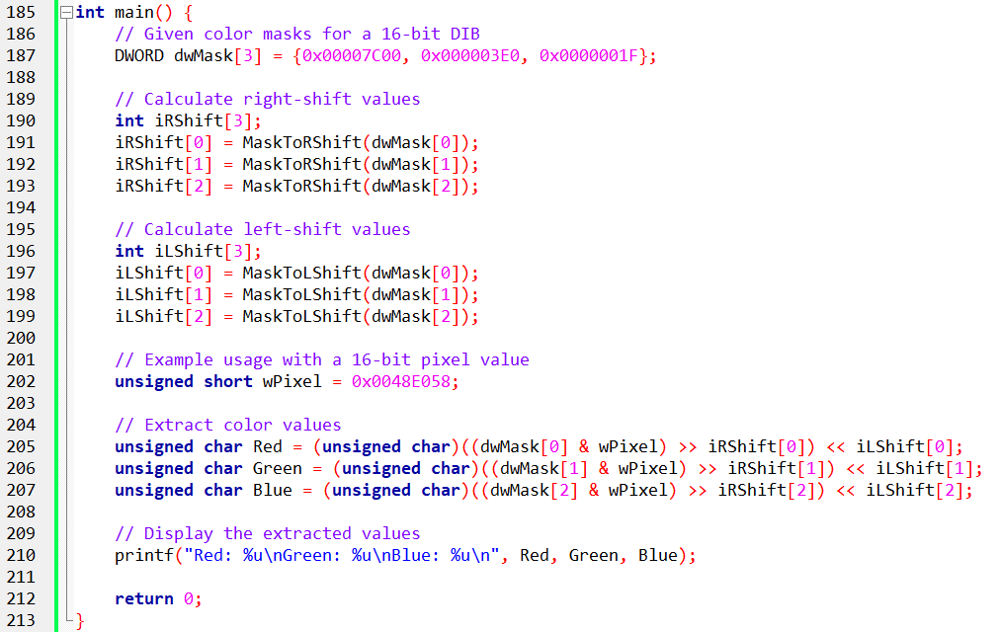 185 int main() {
186     // Given color masks for a 16-bit DIB
187     DWORD dwMask[3] = {0x00007C00, 0x000003E0, 0x0000001F};
188
189     // Calculate right-shift values
190     int iRShift[3];
191     iRShift[0] = MaskToRShift(dwMask[0]);
192     iRShift[1] = MaskToRShift(dwMask[1]);
193     iRShift[2] = MaskToRShift(dwMask[2]);
194
195     // Calculate left-shift values
196     int iLShift[3];
197     iLShift[0] = MaskToLShift(dwMask[0]);
198     iLShift[1] = MaskToLShift(dwMask[1]);
199     iLShift[2] = MaskToLShift(dwMask[2]);
200
201     // Example usage with a 16-bit pixel value
202     unsigned short wPixel = 0x0048E058;
203
204     // Extract color values
205     unsigned char Red = (unsigned char)((dwMask[0] & wPixel) >> iRShift[0]) << iLShift[0];
206     unsigned char Green = (unsigned char)((dwMask[1] & wPixel) >> iRShift[1]) << iLShift[1];
207     unsigned char Blue = (unsigned char)((dwMask[2] & wPixel) >> iRShift[2]) << iLShift[2];
208
209     // Display the extracted values
210     printf("Red: %u\nGreen: %u\nBlue: %u\n", Red, Green, Blue);
211
212     return 0;
213 }